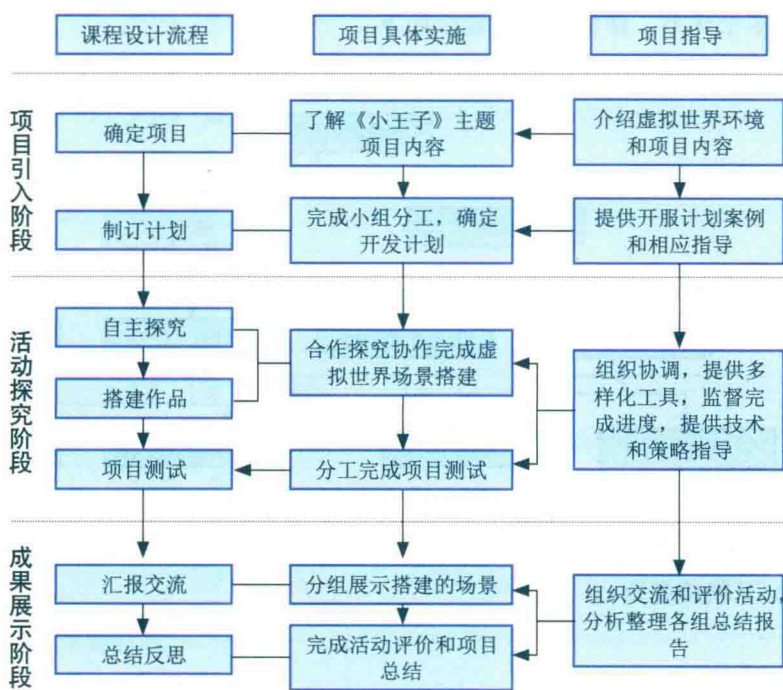 课程设计流程
项目具体实施
项目指导
项目引入阶段
确定项目
了解《小王子》主题
项目内容
介绍虚拟世界环境
和项目内容
制订计划
完成小组分工，确定
开发计划
提供开服计划案例
和相应指导
活动探究阶段
自主探究
搭建作品
合作探究协作完成虚
拟世界场景搭建
组织协调，提供多
样化工具，监督完
成进度，提供技术
和策略指导
项目测试
分工完成项目测试
成果展示阶段
汇报交流
分组展示搭建的场景
组织交流和评价活动，
分析整理各组总结报
告
总结反思
完成活动评价和项目
总结